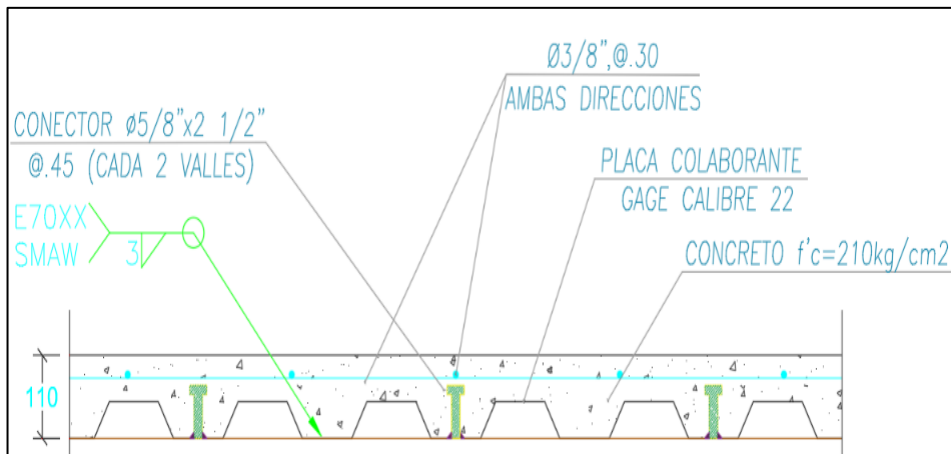 Ø3/8",@.30
AMBAS DIRECCIONES
CONECTOR ø5/8"x2 1/2"
@.45 (CADA 2 VALLES)
PLACA COLABORANTE
GAGE CALIBRE 22
E70XX
SMAW
3
CONCRETO f'c=210kg/cm2
110